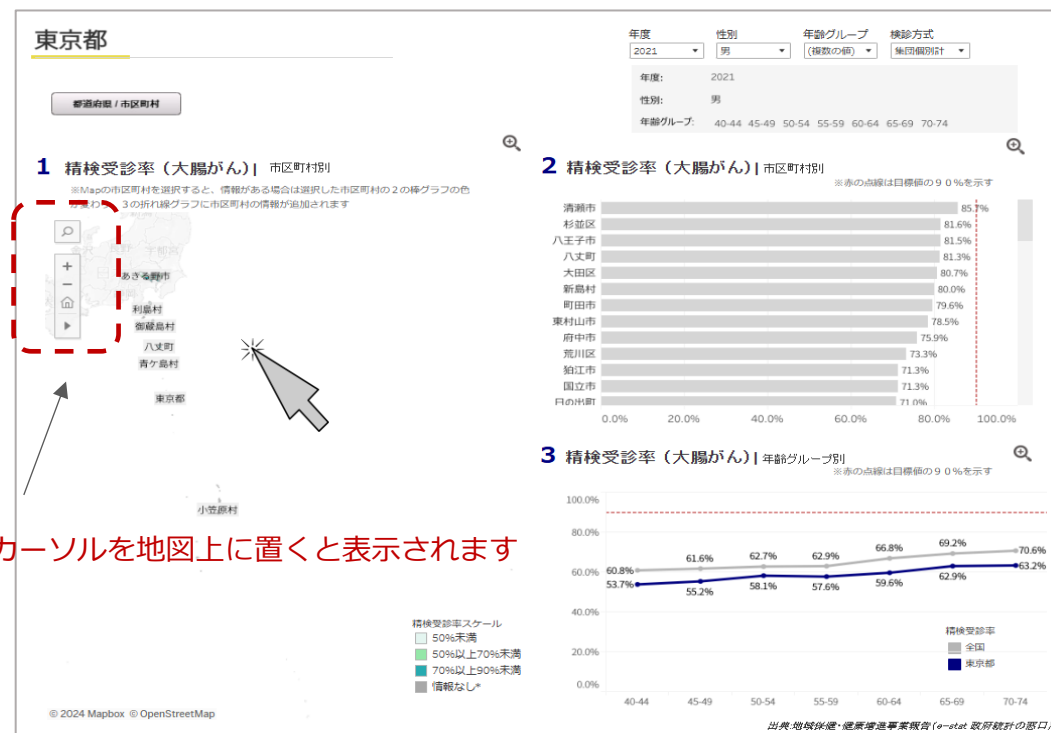 東京都
年度 性別 年齢グループ 検診方式
2021 男 (複数の値) 集団個別計
年度: 2021
性別: 男
年齢グループ: 40-44 45-49 50-54 55-59 60-64 65-69 70-74
都道府県 / 市区町村
1 精検受診率（大腸がん）| 市区町村別
※Mapの市区町村を選択すると、情報がある場合は選択した市区町村の２の棒グラフの色
が変わり、３の折れ線グラフに市区町村の情報が追加されます
あきる野市
利島村
御蔵島村
八丈町
青ケ島村
東京都
小笠原村
カーソルを地図上に置くと表示されます
精検受診率スケール
50%未満
50%以上70%未満
70%以上90%未満
情報なし*
© 2024 Mapbox © OpenStreetMap
2 精検受診率（大腸がん）| 市区町村別
※赤の点線は目標値の９０％を示す
清瀬市 85.7%
杉並区 81.6%
八王子市 81.5%
八丈町 81.3%
大田区 80.7%
新島村 80.0%
町田市 79.6%
東村山市 78.5%
府中市 75.9%
荒川区 73.3%
狛江市 71.3%
国立市 71.3%
日の出町 71.0%
0.0% 20.0% 40.0% 60.0% 80.0% 100.0%
3 精検受診率（大腸がん）| 年齢グループ別
※赤の点線は目標値の９０％を示す
100.0%
80.0%
60.0%
40.0%
20.0%
0.0%
60.8% 61.6% 62.7% 62.9% 66.8% 69.2% 70.6%
53.7% 55.2% 58.1% 57.6% 59.6% 62.9% 63.2%
精検受診率
全国
東京都
40-44 45-49 50-54 55-59 60-64 65-69 70-74
出典:地域保健・健康増進事業報告(e-stat 政府統計の窓口)